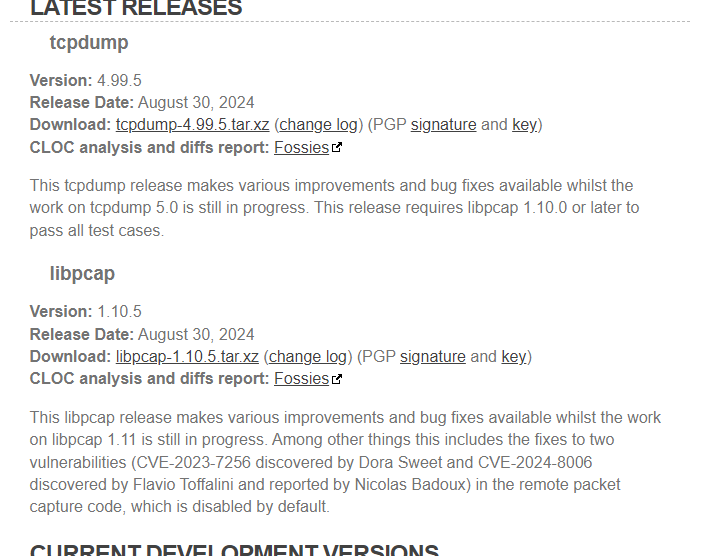 LATEST RELEASES
tcpdump
Version: 4.99.5
Release Date: August 30, 2024
Download: tcpdump-4.99.5.tar.xz (change log) (PGP signature and key)
CLOC analysis and diffs report: Fossies
This tcpdump release makes various improvements and bug fixes available whilst the
work on tcpdump 5.0 is still in progress. This release requires libpcap 1.10.0 or later to
pass all test cases.
libpcap
Version: 1.10.5
Release Date: August 30, 2024
Download: libpcap-1.10.5.tar.xz (change log) (PGP signature and key)
CLOC analysis and diffs report: Fossies
This libpcap release makes various improvements and bug fixes available whilst the work
on libpcap 1.11 is still in progress. Among other things this includes the fixes to two
vulnerabilities (CVE-2023-7256 discovered by Dora Sweet and CVE-2024-8006
discovered by Flavio Toffalini and reported by Nicolas Badoux) in the remote packet
capture code, which is disabled by default.
CURRENT DEVELOPMENT VERSIONS